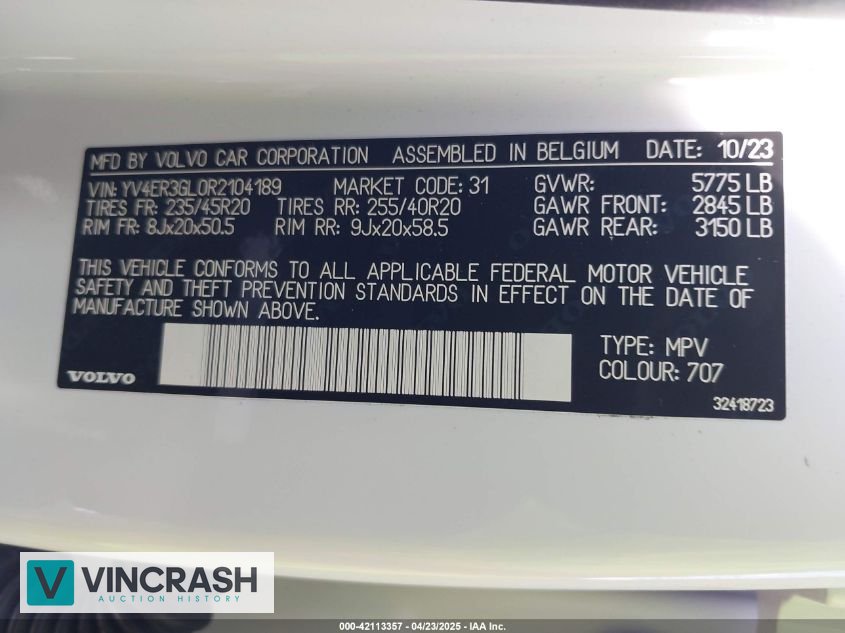 MFD BY VOLVO CAR CORPORATION ASSEMBLED IN BELGIUM DATE: 10/23
VIN: YV4ER3GL0R2104189 MARKET CODE: 31 GVWR: 5775 LB
TIRES FR: 235/45R20 TIRES RR: 255/40R20 GAWR FRONT: 2845 LB
RIM FR: 8Jx20x50.5 RIM RR: 9Jx20x58.5 GAWR REAR: 3150 LB
THIS VEHICLE CONFORMS TO ALL APPLICABLE FEDERAL MOTOR VEHICLE
SAFETY AND THEFT PREVENTION STANDARDS IN EFFECT ON THE DATE OF
MANUFACTURE SHOWN ABOVE.
TYPE: MPV
COLOUR: 707
VOLVO
32418723
V VINCRASH
AUCTION HISTORY
000-42113357 - 04/23/2025 - IAA Inc.